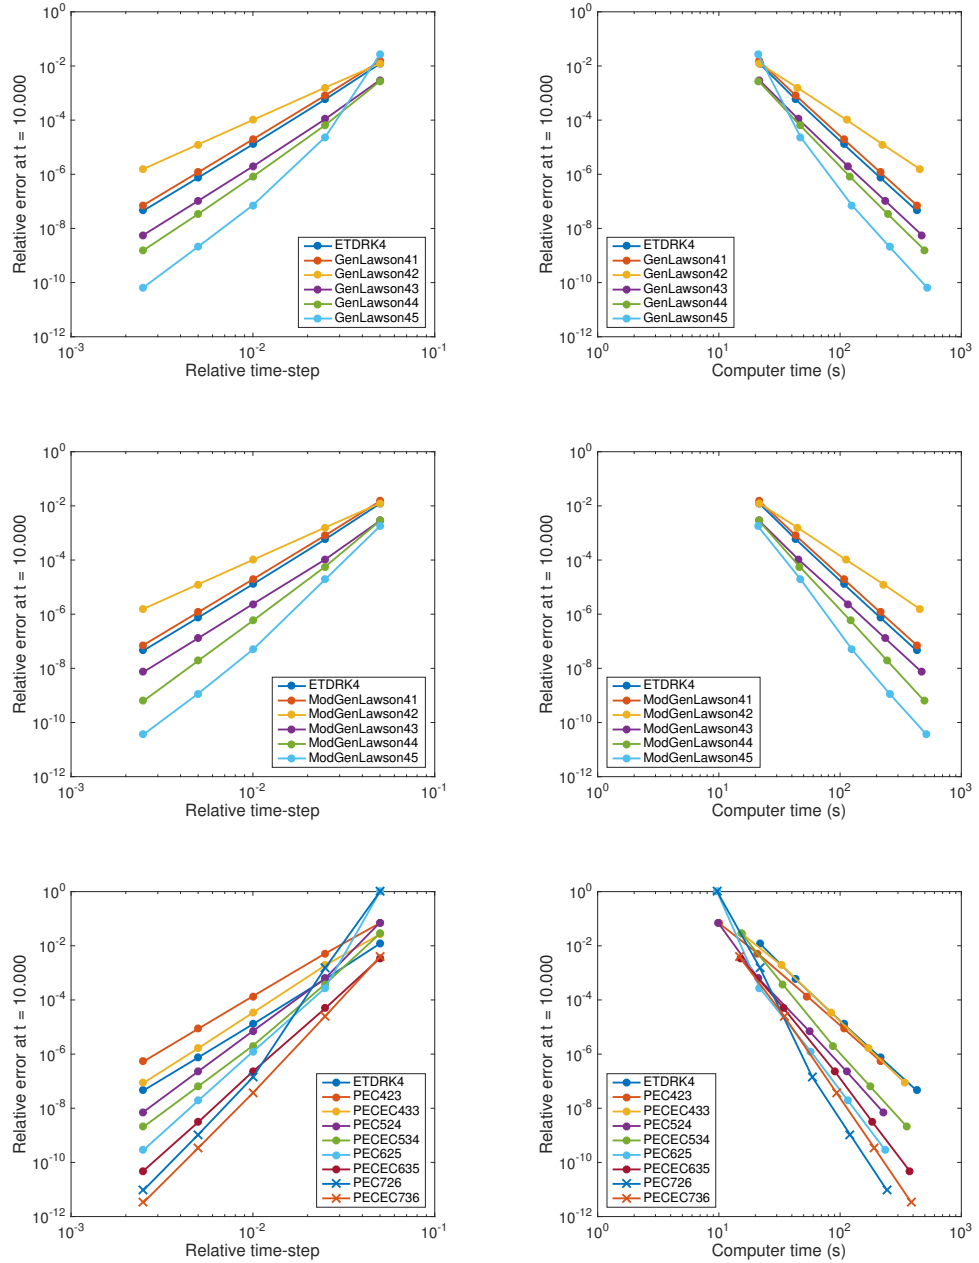 10^0
10^-2
10^-4
10^-6
10^-8
10^-10
10^-12
Relative error at t = 10.000
ETDRK4
GenLawson41
GenLawson42
GenLawson43
GenLawson44
GenLawson45
10^-3
10^-2
10^-1
Relative time-step
10^0
10^-2
10^-4
10^-6
10^-8
10^-10
10^-12
Relative error at t = 10.000
ETDRK4
GenLawson41
GenLawson42
GenLawson43
GenLawson44
GenLawson45
10^0
10^1
10^2
10^3
Computer time (s)
10^0
10^-2
10^-4
10^-6
10^-8
10^-10
10^-12
Relative error at t = 10.000
ETDRK4
ModGenLawson41
ModGenLawson42
ModGenLawson43
ModGenLawson44
ModGenLawson45
10^-3
10^-2
10^-1
Relative time-step
10^0
10^-2
10^-4
10^-6
10^-8
10^-10
10^-12
Relative error at t = 10.000
ETDRK4
ModGenLawson41
ModGenLawson42
ModGenLawson43
ModGenLawson44
ModGenLawson45
10^0
10^1
10^2
10^3
Computer time (s)
10^0
10^-2
10^-4
10^-6
10^-8
10^-10
10^-12
Relative error at t = 10.000
ETDRK4
PEC423
PECEC433
PEC524
PECEC534
PEC625
PECEC635
PEC726
PECEC736
10^-3
10^-2
10^-1
Relative time-step
10^0
10^-2
10^-4
10^-6
10^-8
10^-10
10^-12
Relative error at t = 10.000
ETDRK4
PEC423
PECEC433
PEC524
PECEC534
PEC625
PECEC635
PEC726
PECEC736
10^0
10^1
10^2
10^3
Computer time (s)